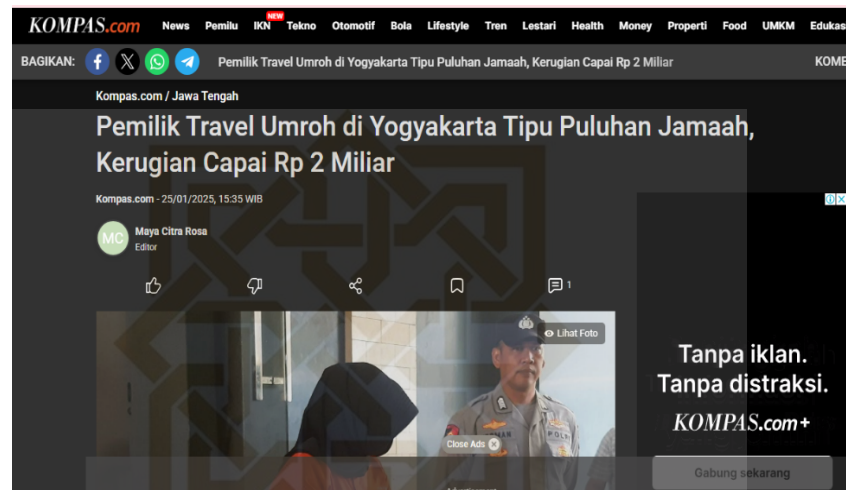 KOMPAS.com News Pemilu IKN NEW Tekno Otomotif Bola Lifestyle Tren Lestari Health Money Properti Food UMKM Edukas
BAGIKAN: Pemilik Travel Umroh di Yogyakarta Tipu Puluhan Jamaah, Kerugian Capai Rp 2 Miliar KOME
Kompas.com / Jawa Tengah
Pemilik Travel Umroh di Yogyakarta Tipu Puluhan Jamaah,
Kerugian Capai Rp 2 Miliar
Kompas.com - 25/01/2025, 15:35 WIB
MC Maya Citra Rosa
Editor
1
Lihat Foto
Tanpa iklan.
Tanpa distraksi.
KOMPAS.com+
Close Ads
Gabung sekarang